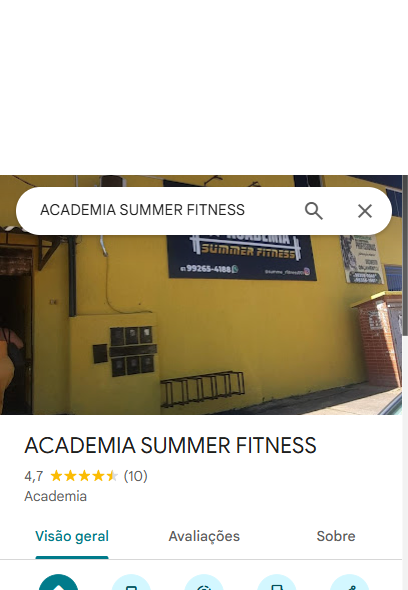 ACADEMIA SUMMER FITNESS
ACADEMIA
SUMMER FITNESS
99265-4188
ACADEMIA SUMMER FITNESS
4,7 (10)
Academia
Visão geral Avaliações Sobre